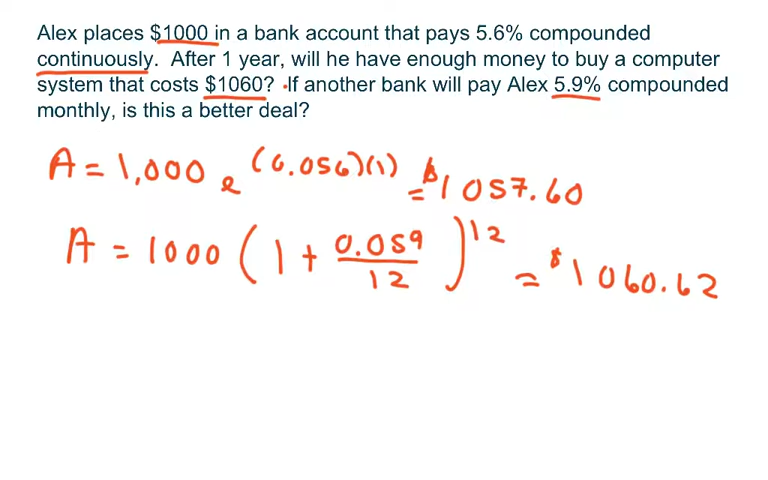 Alex places $1000 in a bank account that pays 5.6% compounded
continuously. After 1 year, will he have enough money to buy a computer
system that costs $1060? If another bank will pay Alex 5.9% compounded
monthly, is this a better deal?
A = 1,000 e^(0.056)(1) = $1057.60
A = 1000 (1 + 0.059/12)^12 = $1060.62